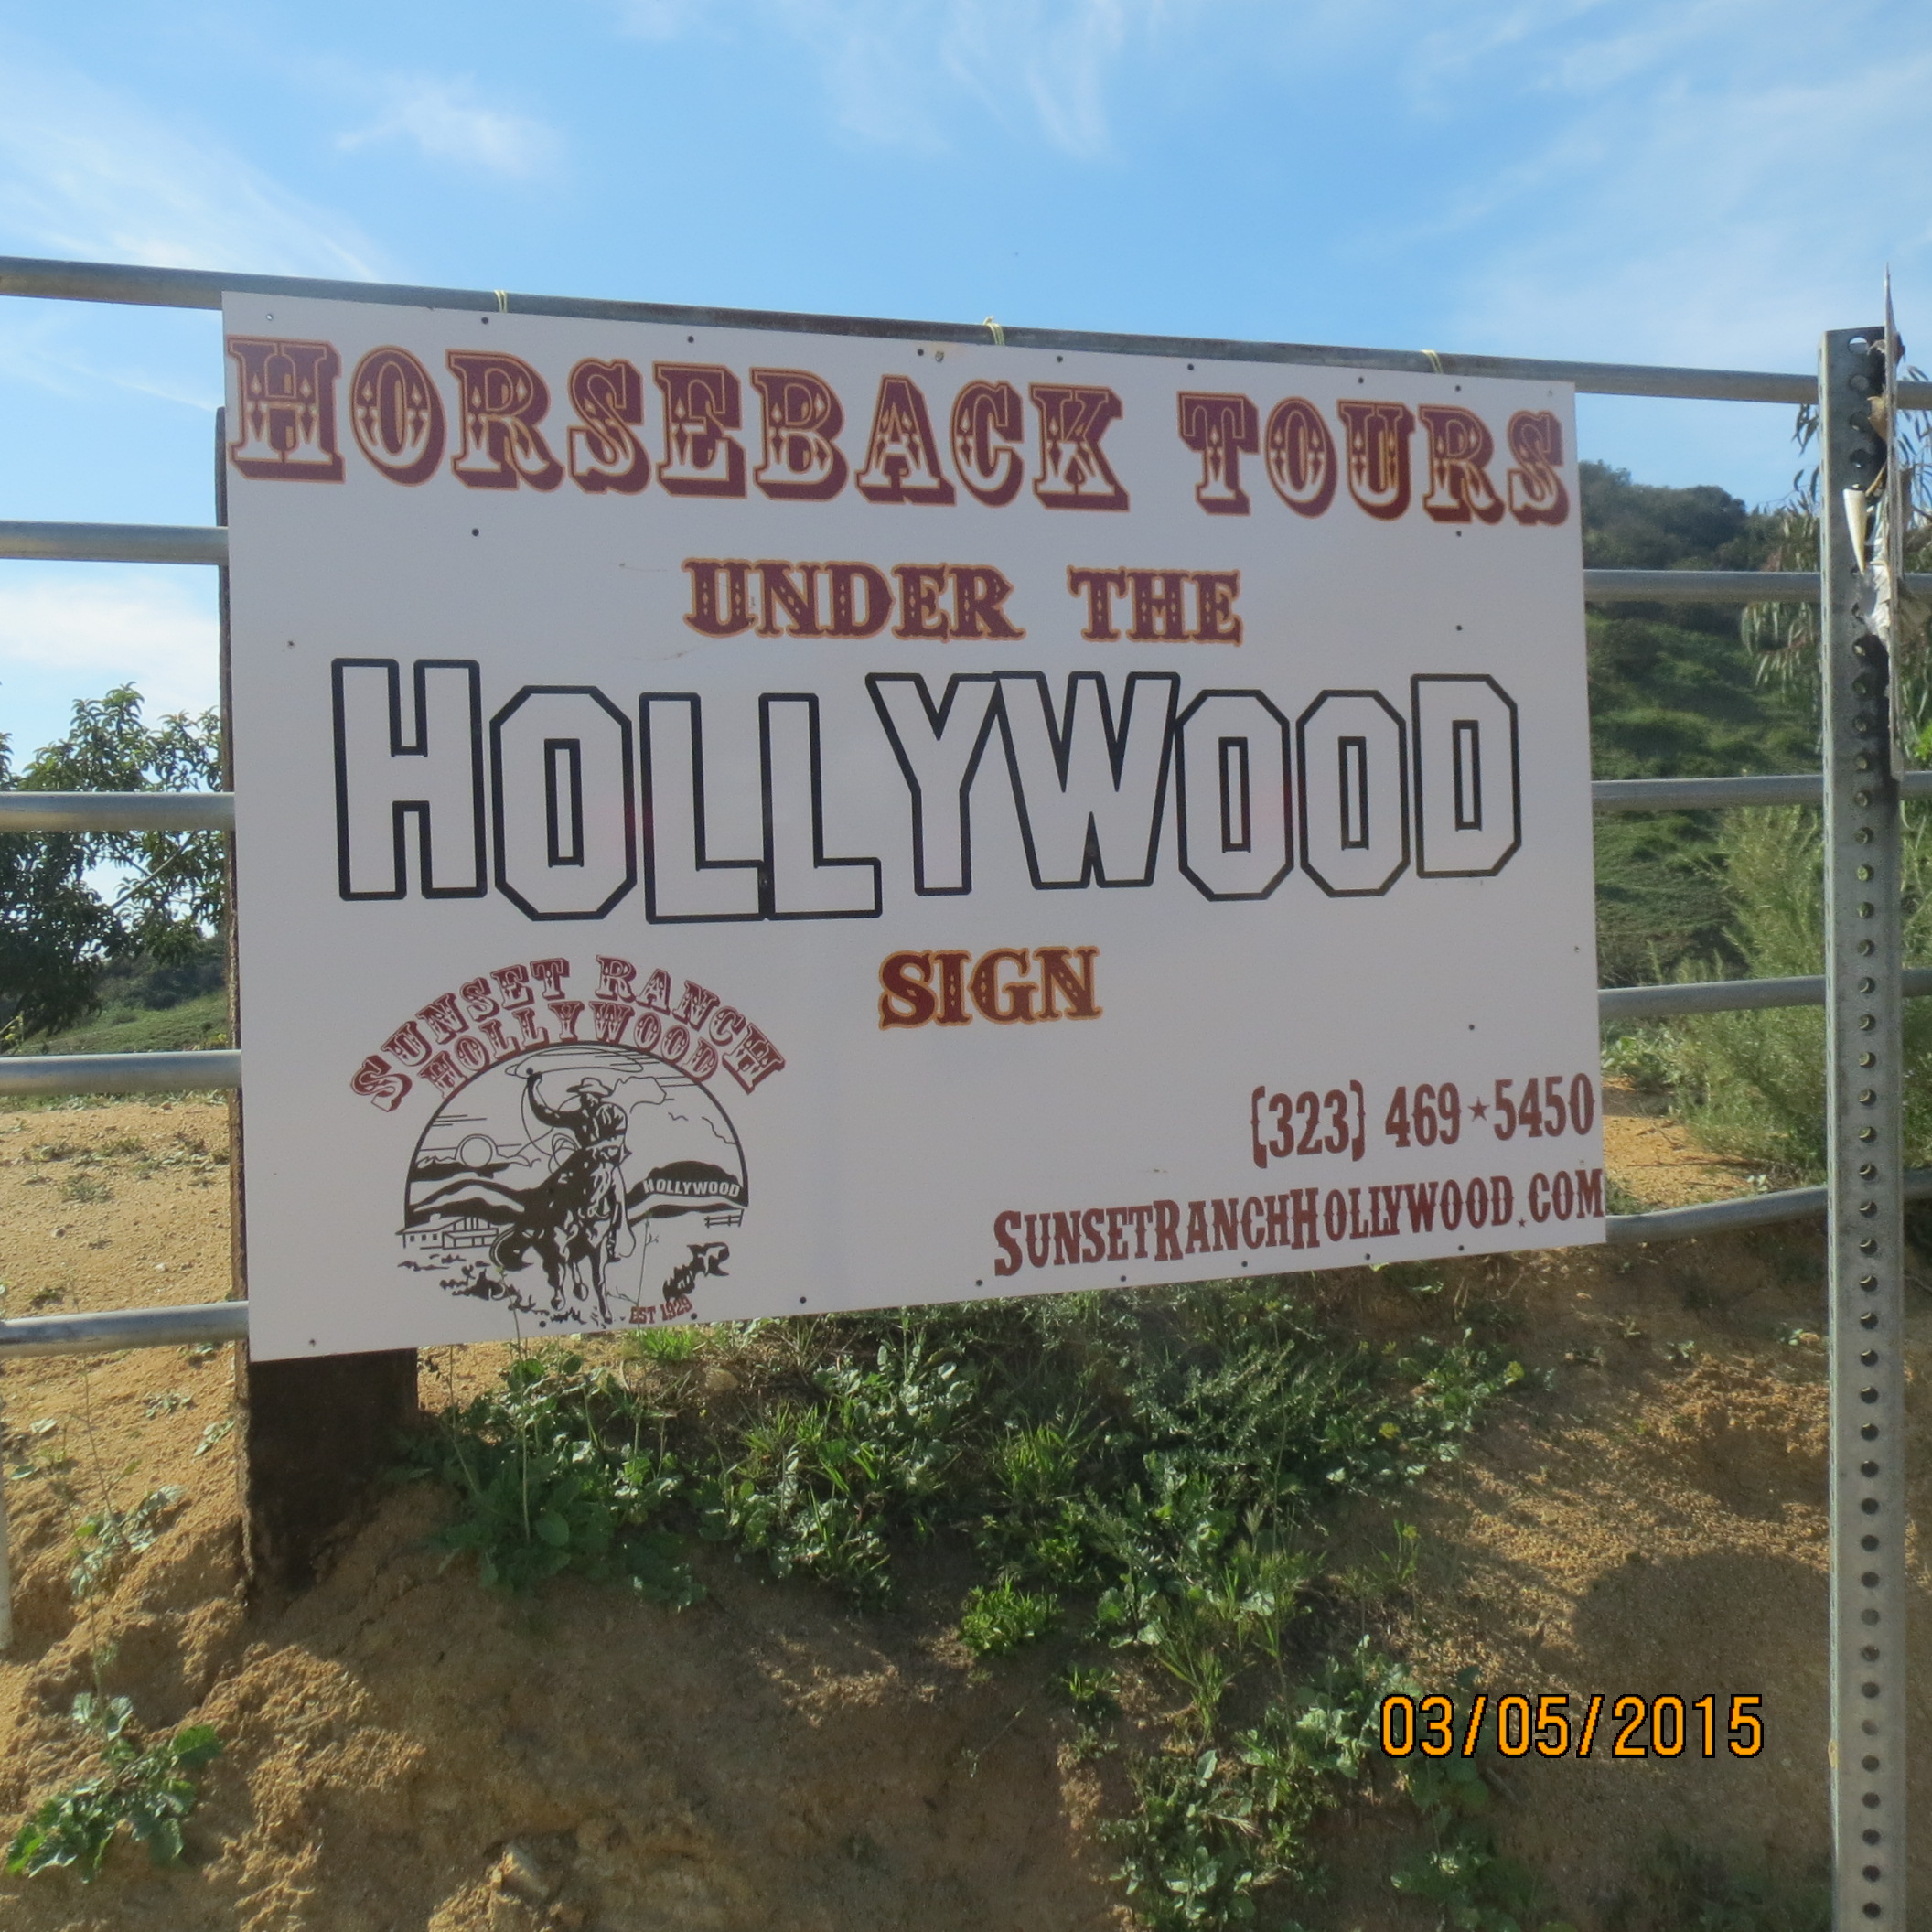 HORSEBACK TOURS
UNDER THE
HOLLYWOOD
SIGN
SUNSET RANCH
HOLLYWOOD
HOLLYWOOD
EST 1929
(323) 469★5450
SUNSETRANCHHOLLYWOOD.COM
03/05/2015